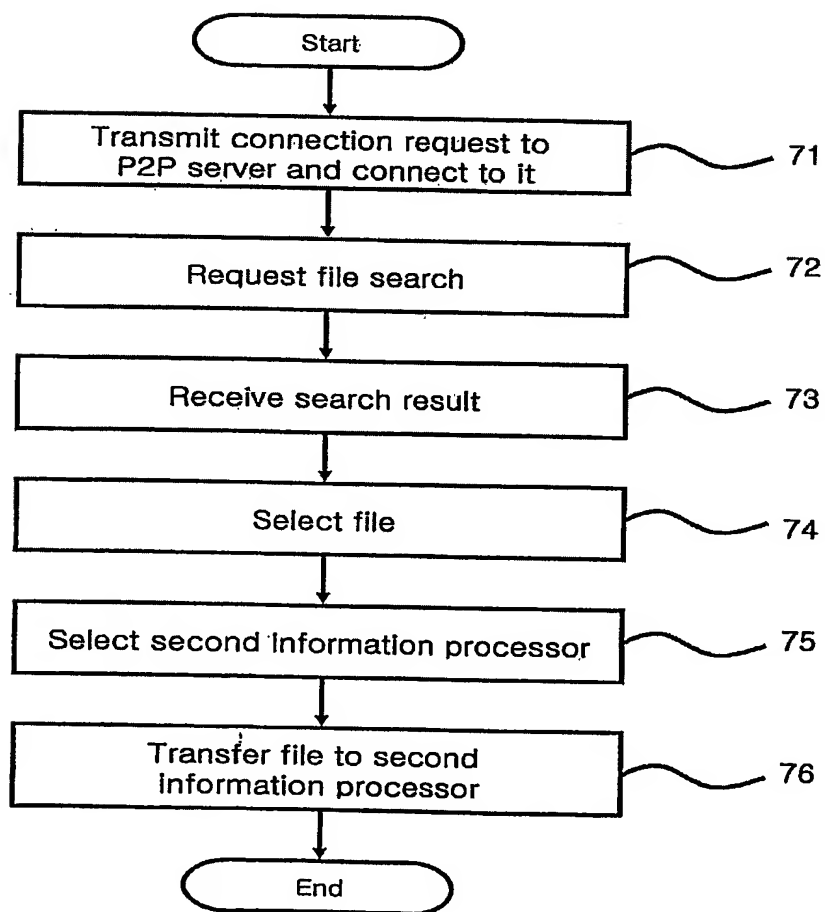 Start
Transmit connection request to
P2P server and connect to it
71
Request file search
72
Receive search result
73
Select file
74
Select second information processor
75
Transfer file to second
information processor
76
End